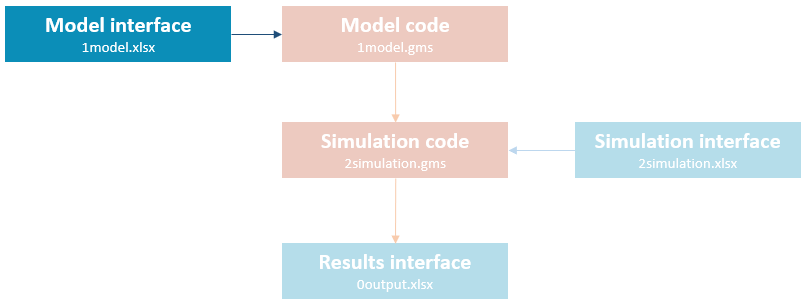 Model interface
1model.xlsx
Model code
1model.gms
Simulation code
2simulation.gms
Simulation interface
2simulation.xlsx
Results interface
0output.xlsx